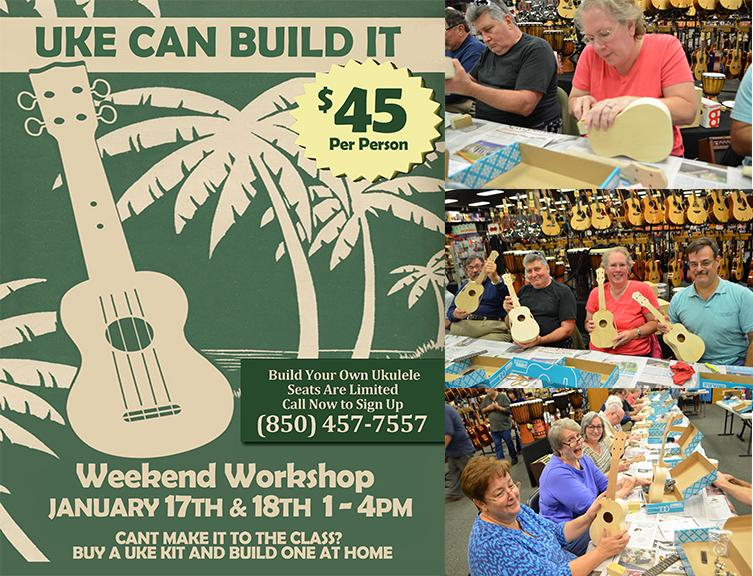 UKE CAN BUILD IT
$45
Per Person
Build Your Own Ukulele
Seats Are Limited
Call Now to Sign Up
(850) 457-7557
Weekend Workshop
JANUARY 17TH & 18TH 1 - 4PM
CANT MAKE IT TO THE CLASS?
BUY A UKE KIT AND BUILD ONE AT HOME